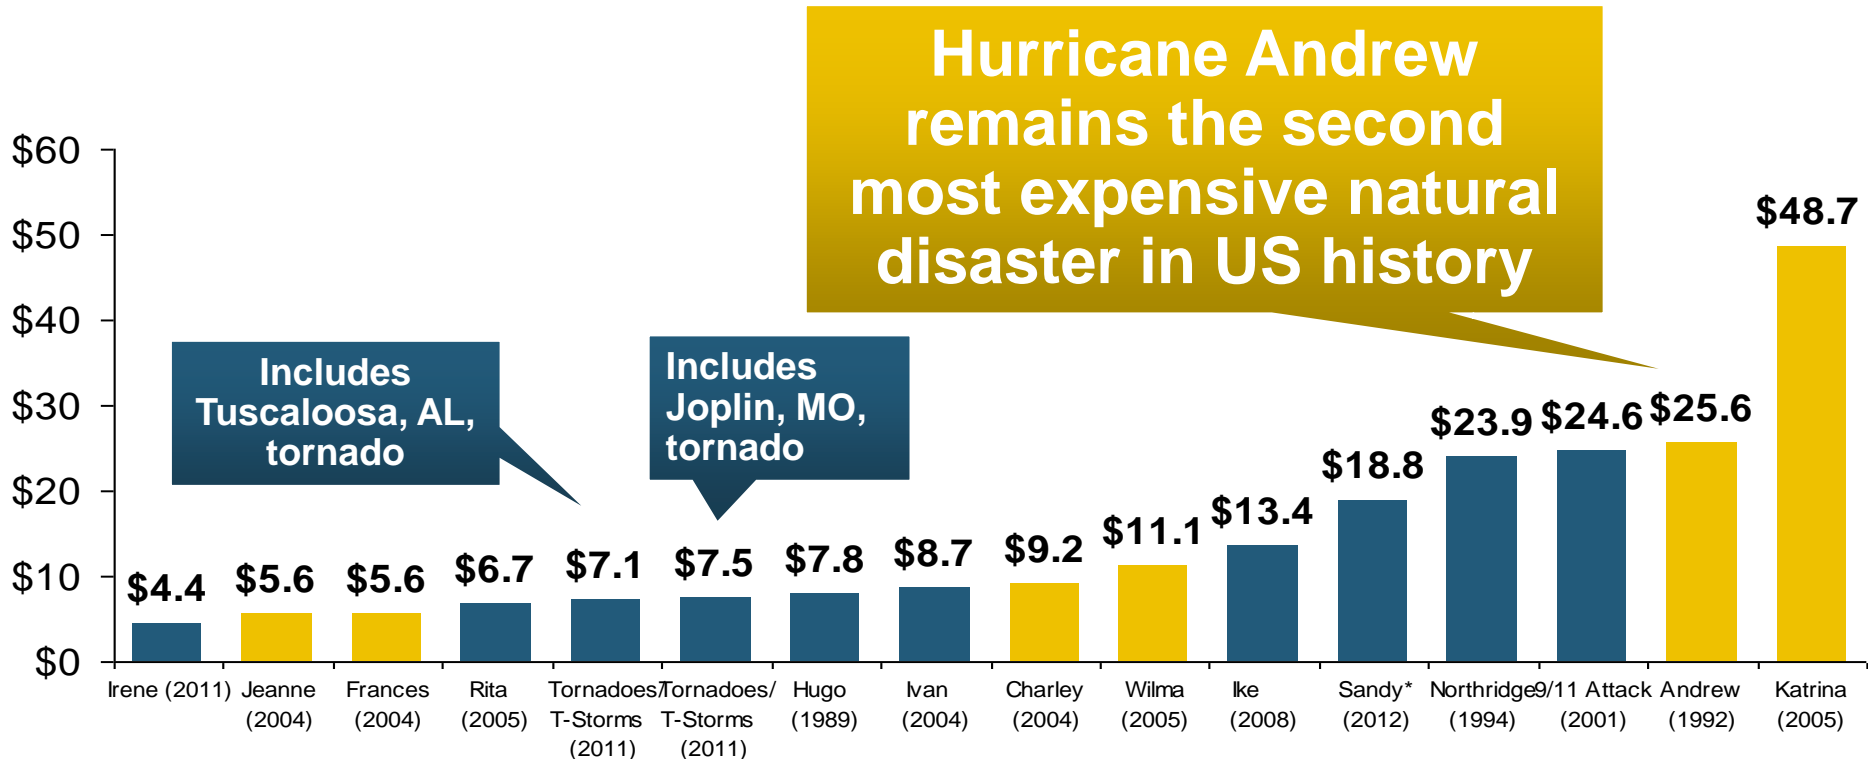 Hurricane Andrew
remains the second
most expensive natural
disaster in US history
$60
$50
$40
$30
$20
$10
$0
Includes
Tuscaloosa, AL,
tornado
Includes
Joplin, MO,
tornado
$4.4
$5.6
$5.6
$6.7
$7.1
$7.5
$7.8
$8.7
$9.2
$11.1
$13.4
$18.8
$23.9
$24.6
$25.6
$48.7
Irene (2011)
Jeanne
(2004)
Frances
(2004)
Rita
(2005)
Tornadoes/
T-Storms
(2011)
Tornadoes/
T-Storms
(2011)
Hugo
(1989)
Ivan
(2004)
Charley
(2004)
Wilma
(2005)
Ike
(2008)
Sandy*
(2012)
Northridge
(1994)
9/11 Attack
(2001)
Andrew
(1992)
Katrina
(2005)